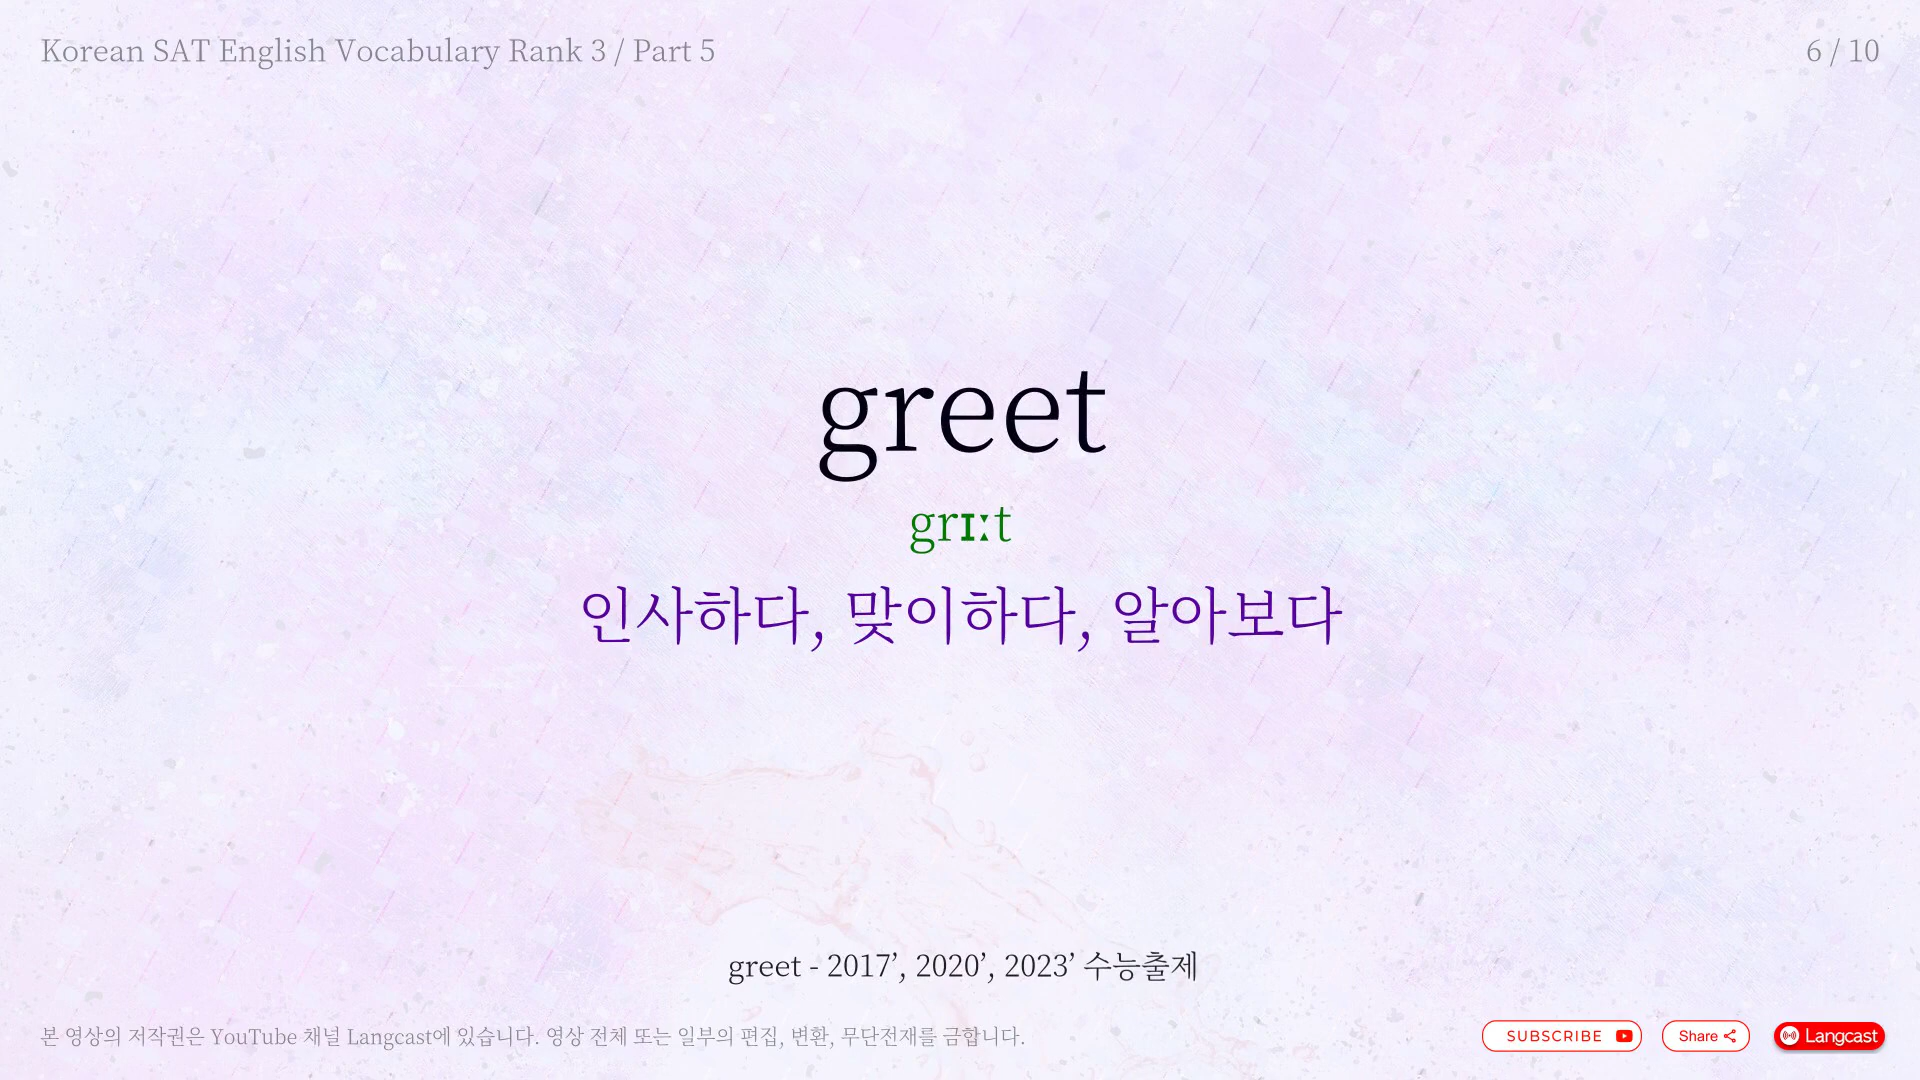 Korean SAT English Vocabulary Rank 3 / Part 5
6 / 10
greet
grɪːt
인사하다, 맞이하다, 알아보다
greet - 2017’, 2020’, 2023’ 수능출제
본 영상의 저작권은 YouTube 채널 Langcast에 있습니다. 영상 전체 또는 일부의 편집, 변환, 무단전재를 금합니다.
SUBSCRIBE
Share
Langcast